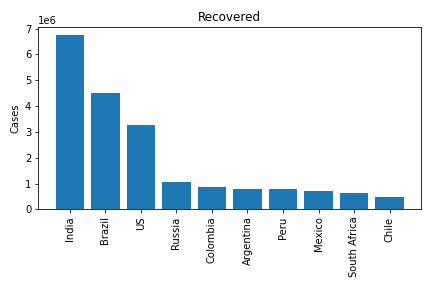 Recovered
1e6
7
6
5
4
3
2
1
0
Cases
India
Brazil
US
Russia
Colombia
Argentina
Peru
Mexico
South Africa
Chile